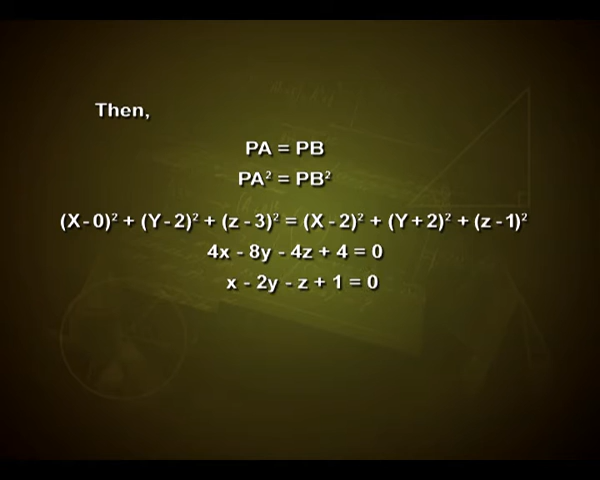 Then,
PA = PB
PA² = PB²
(X - 0)² + (Y - 2)² + (z - 3)² = (X - 2)² + (Y + 2)² + (z - 1)²
4x - 8y - 4z + 4 = 0
x - 2y - z + 1 = 0